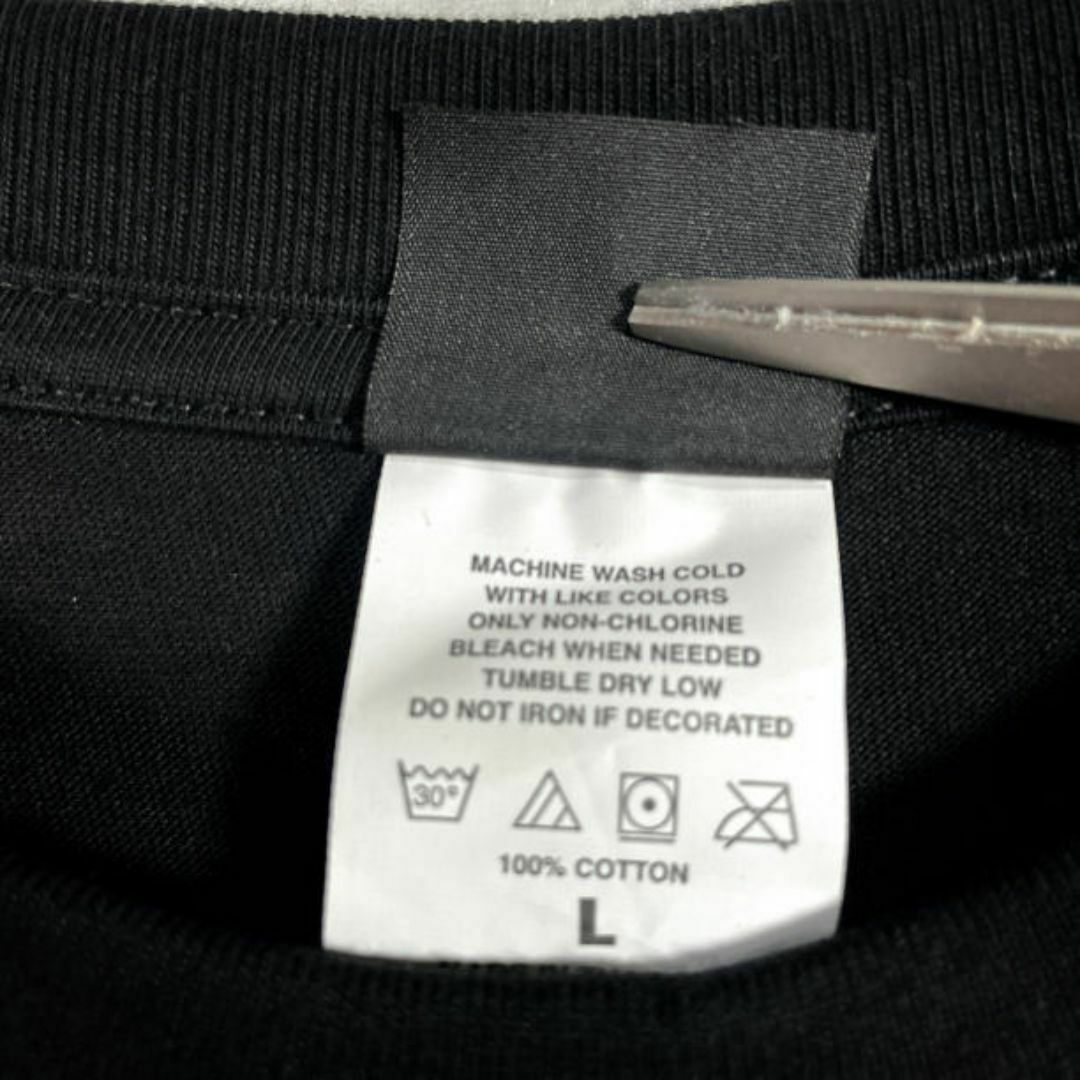 MACHINE WASH COLD
WITH LIKE COLORS
ONLY NON-CHLORINE
BLEACH WHEN NEEDED
TUMBLE DRY LOW
DO NOT IRON IF DECORATED
30°
100% COTTON
L